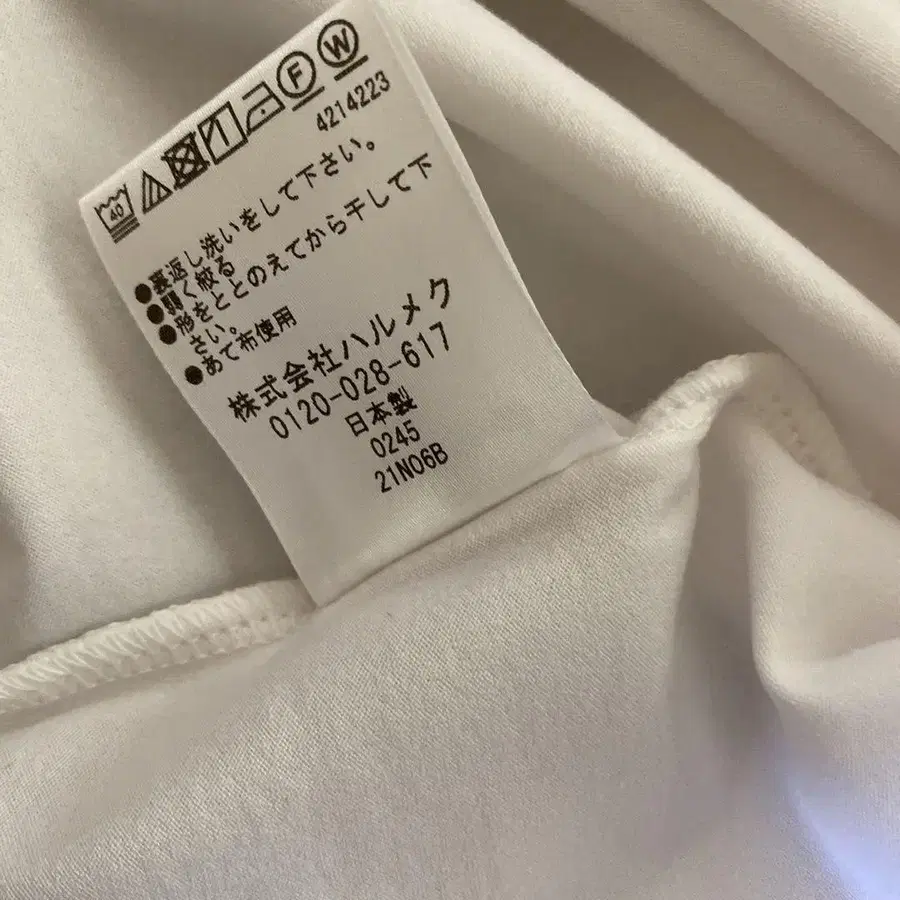 40 F W
4214223
●裏返し洗いをして下さい。
●弱く絞る
●形をととのえてから干して下
さい。
●あて布使用
株式会社ハルメク
0120-028-617
日本製
0245
21N06B